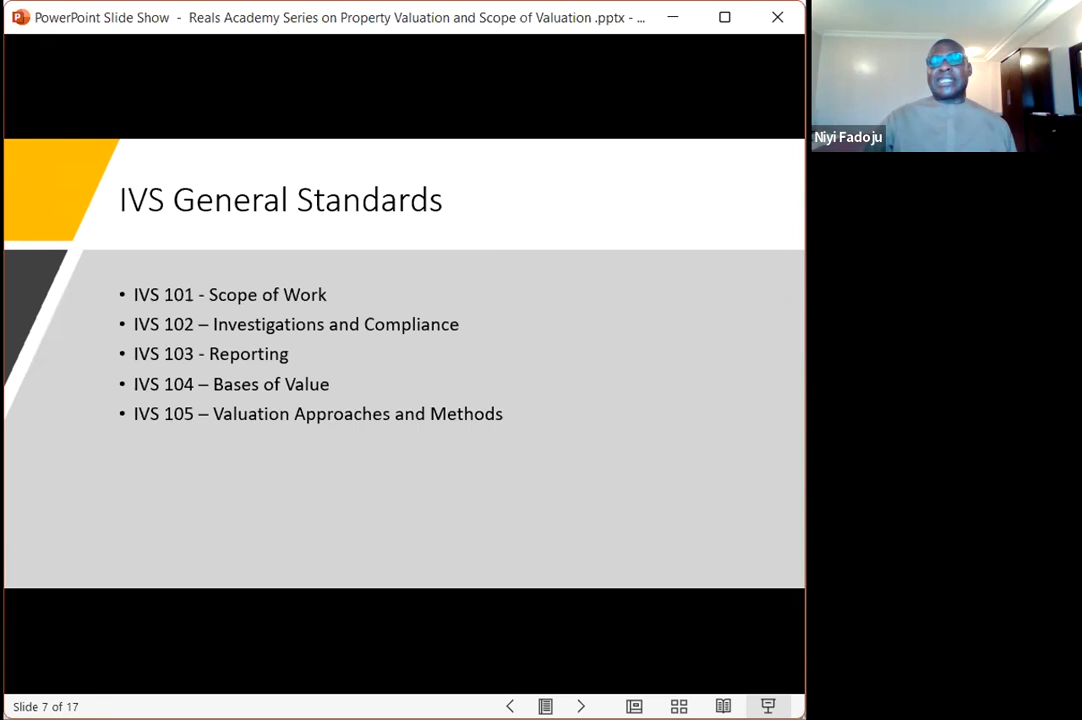 PowerPoint Slide Show - Reals Academy Series on Property Valuation and Scope of Valuation .pptx - ...
Niyi Fadoju
IVS General Standards
• IVS 101 - Scope of Work
• IVS 102 – Investigations and Compliance
• IVS 103 - Reporting
• IVS 104 – Bases of Value
• IVS 105 – Valuation Approaches and Methods
Slide 7 of 17